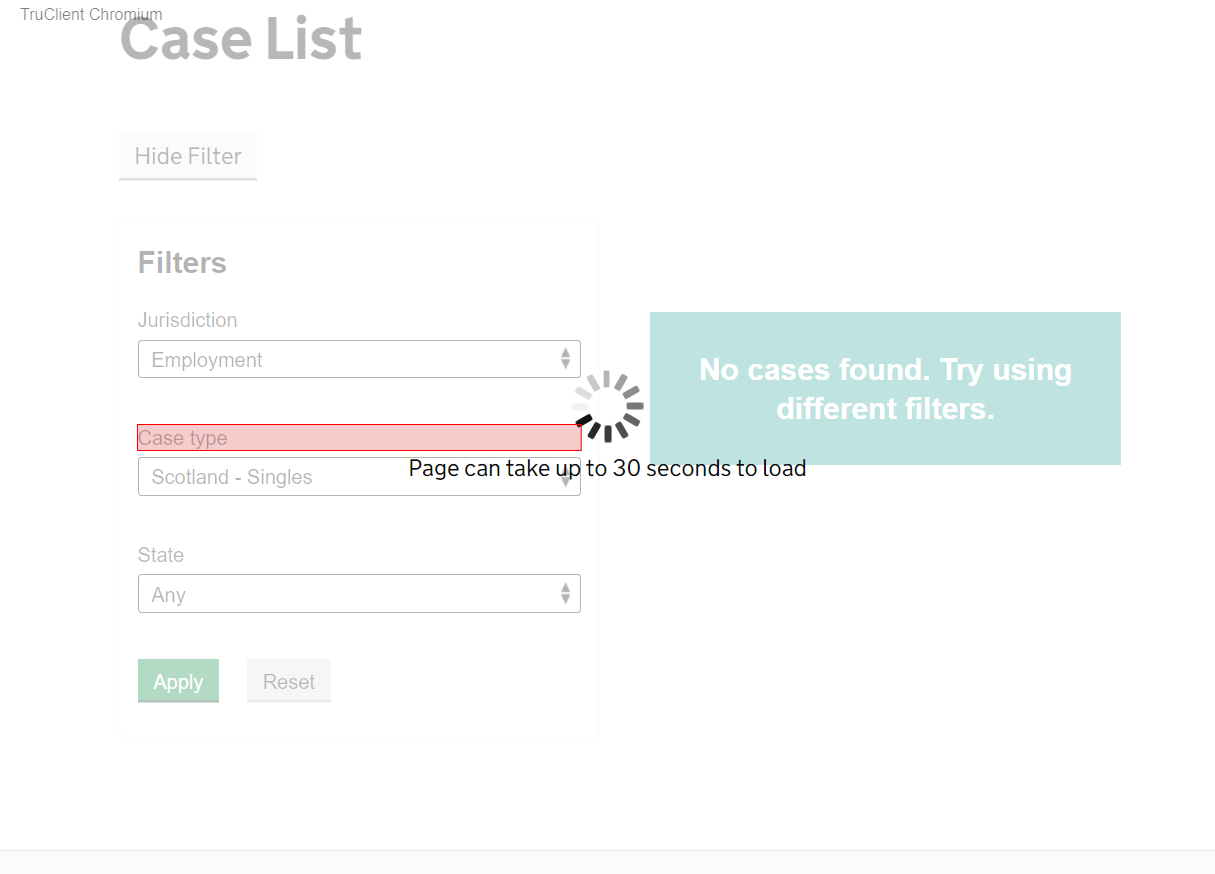 TruClient Chromium
Case List
Hide Filter
Filters
Jurisdiction
Employment
Case type
Scotland - Singles
State
Any
Apply
Reset
No cases found. Try using
different filters.
Page can take up to 30 seconds to load